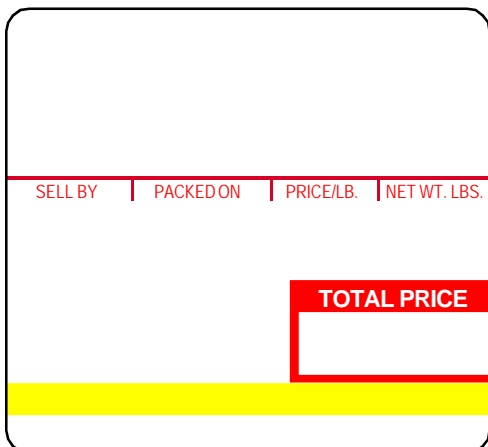 SELL BY PACKED ON PRICE/LB. NET WT. LBS.
TOTAL PRICE